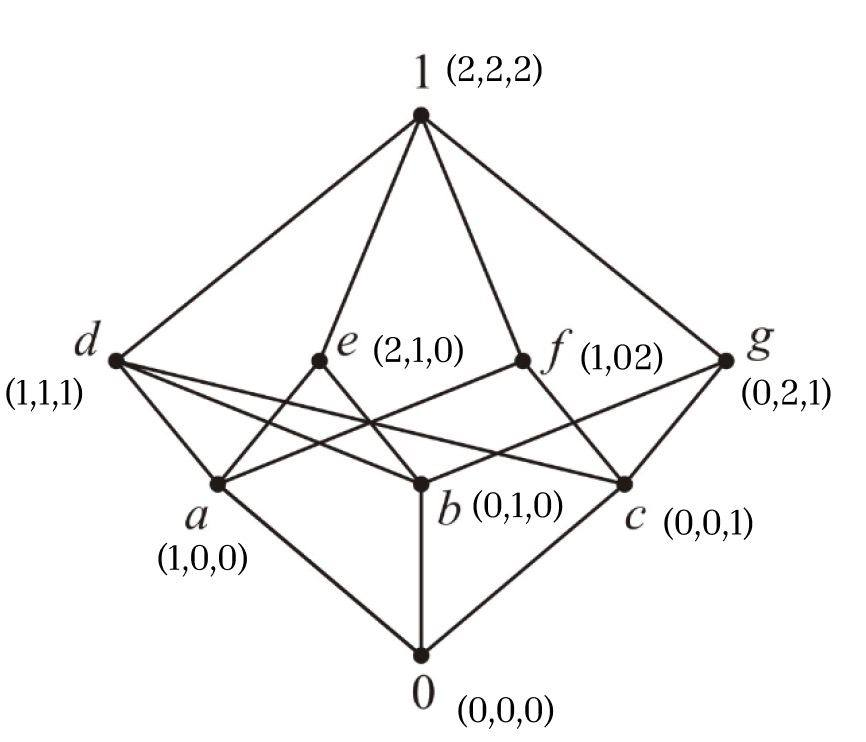 1 (2,2,2)
d
(1,1,1)
e (2,1,0)
f (1,02)
g
(0,2,1)
a
(1,0,0)
b (0,1,0)
c (0,0,1)
0 (0,0,0)